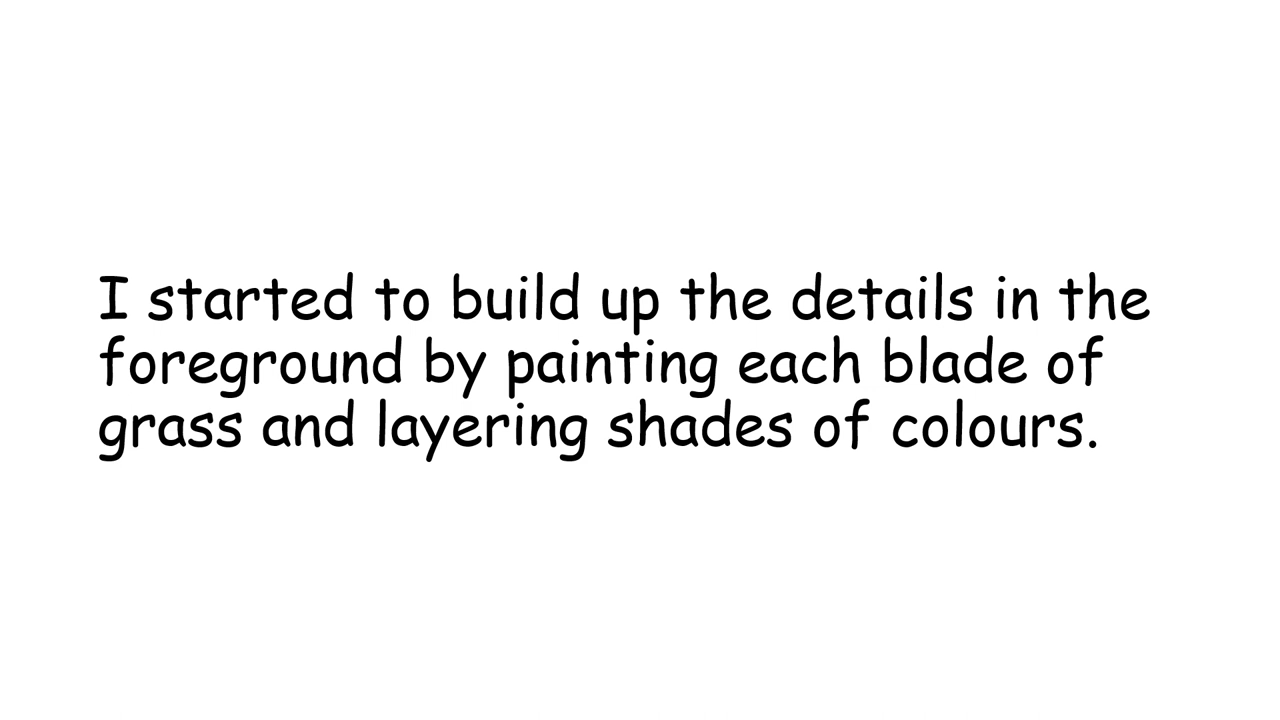 I started to build up the details in the
foreground by painting each blade of
grass and layering shades of colours.